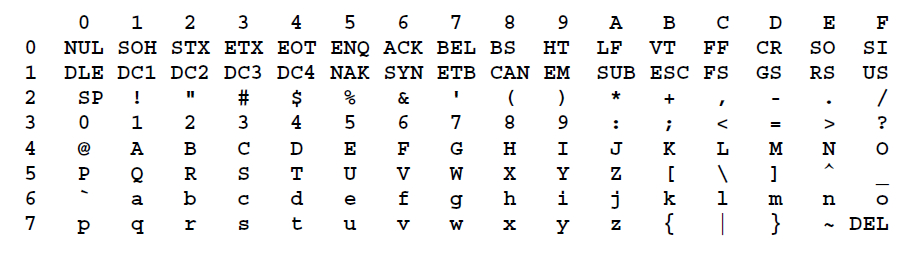 0 1 2 3 4 5 6 7 8 9 A B C D E F
0 NUL SOH STX ETX EOT ENQ ACK BEL BS HT LF VT FF CR SO SI
1 DLE DC1 DC2 DC3 DC4 NAK SYN ETB CAN EM SUB ESC FS GS RS US
2 SP ! " # $ % & ' ( ) * + , - . /
3 0 1 2 3 4 5 6 7 8 9 : ; < = > ?
4 @ A B C D E F G H I J K L M N O
5 P Q R S T U V W X Y Z [ \ ] ^ _
6 ` a b c d e f g h i j k l m n o
7 p q r s t u v w x y z { | } ~ DEL